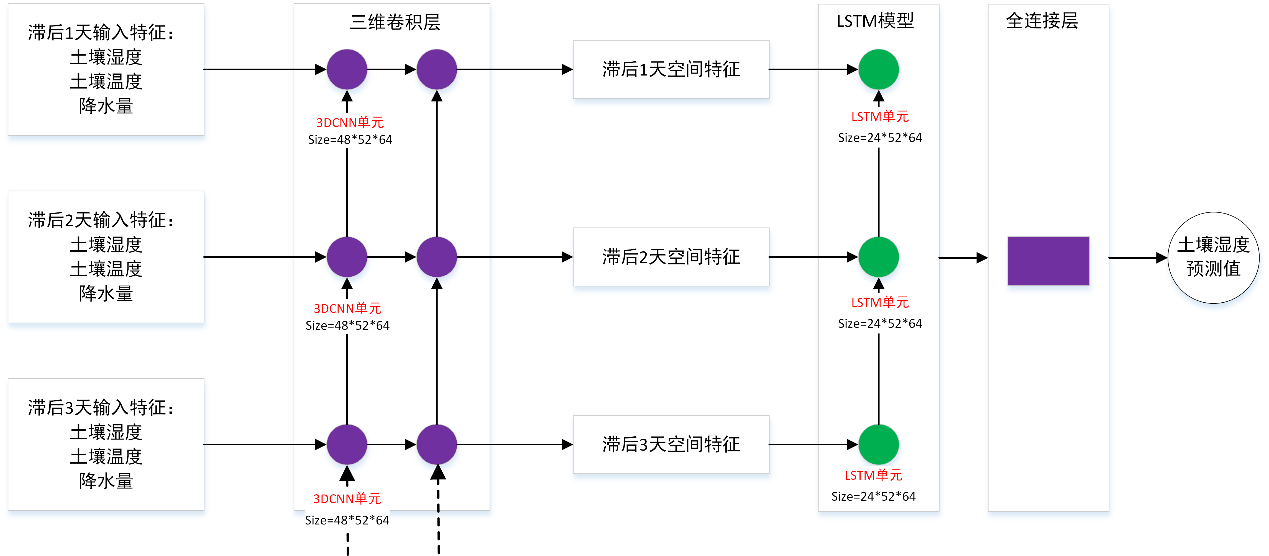 滞后1天输入特征：
土壤湿度
土壤温度
降水量
三维卷积层
3DCNN单元
Size=48*52*64
滞后1天空间特征
LSTM模型
LSTM单元
Size=24*52*64
全连接层
滞后2天输入特征：
土壤湿度
土壤温度
降水量
3DCNN单元
Size=48*52*64
滞后2天空间特征
LSTM单元
Size=24*52*64
土壤湿度
预测值
滞后3天输入特征：
土壤湿度
土壤温度
降水量
3DCNN单元
Size=48*52*64
滞后3天空间特征
LSTM单元
Size=24*52*64